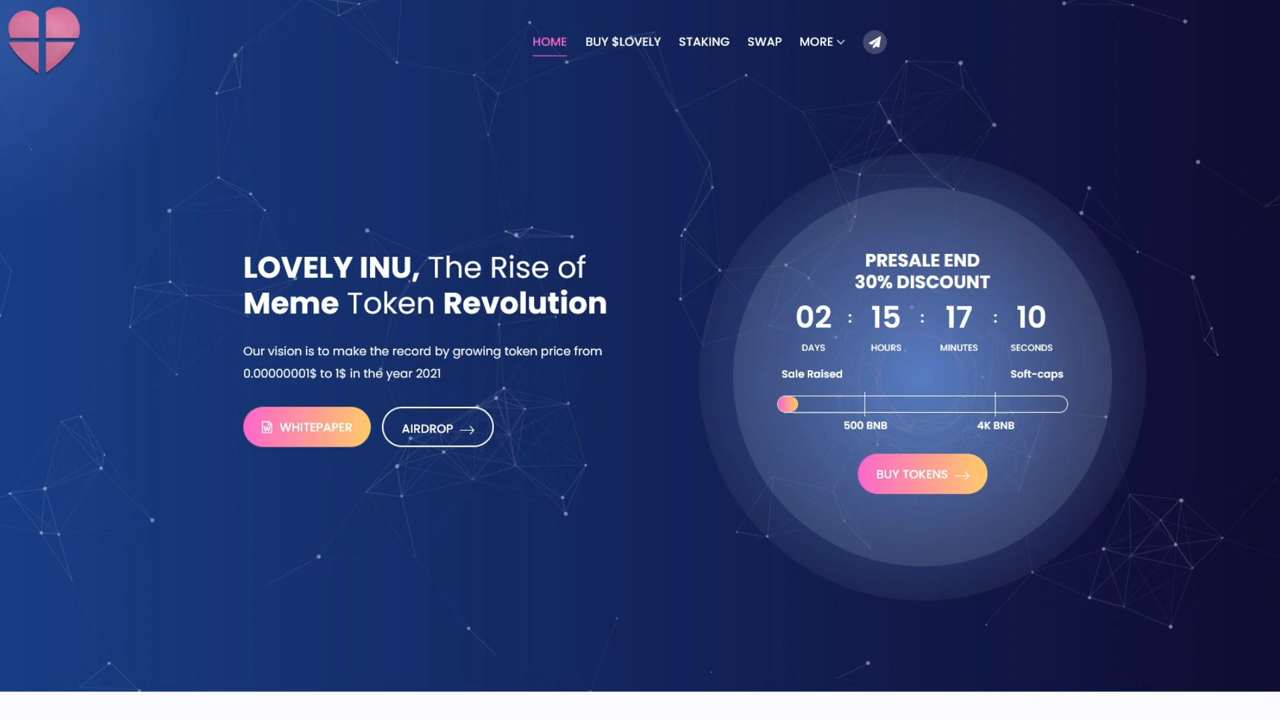 HOME BUY $LOVELY STAKING SWAP MORE
LOVELY INU, The Rise of
Meme Token Revolution
Our vision is to make the record by growing token price from
0.00000001$ to 1$ in the year 2021
WHITEPAPER AIRDROP
PRESALE END
30% DISCOUNT
02 : 15 : 17 : 10
DAYS HOURS MINUTES SECONDS
Sale Raised Soft-caps
500 BNB 4K BNB
BUY TOKENS